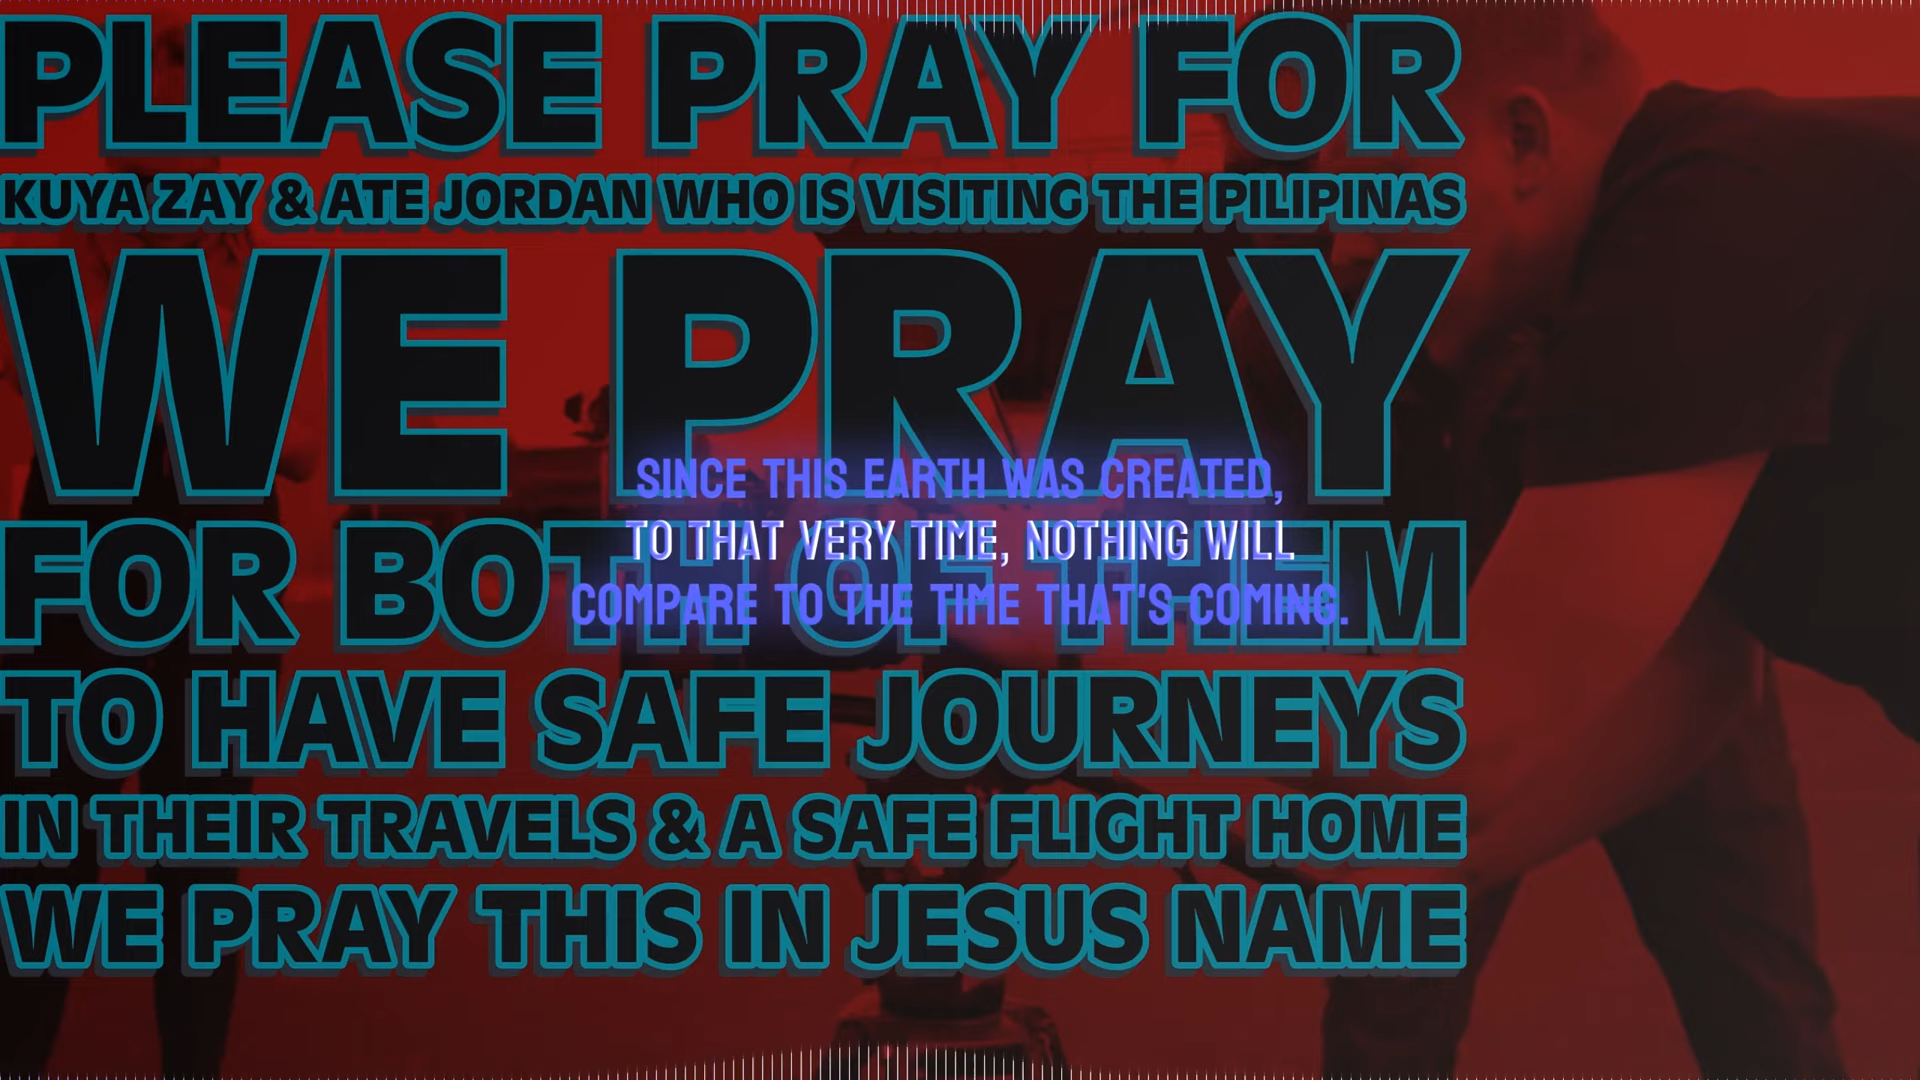 PLEASE PRAY FOR
KUYA ZAY & ATE JORDAN WHO IS VISITING THE PILIPINAS
WE PRAY
FOR BOTH OF THEM
TO HAVE SAFE JOURNEYS
IN THEIR TRAVELS & A SAFE FLIGHT HOME
WE PRAY THIS IN JESUS NAME
SINCE THIS EARTH WAS CREATED,
TO THAT VERY TIME, NOTHING WILL
COMPARE TO THE TIME THAT'S COMING.